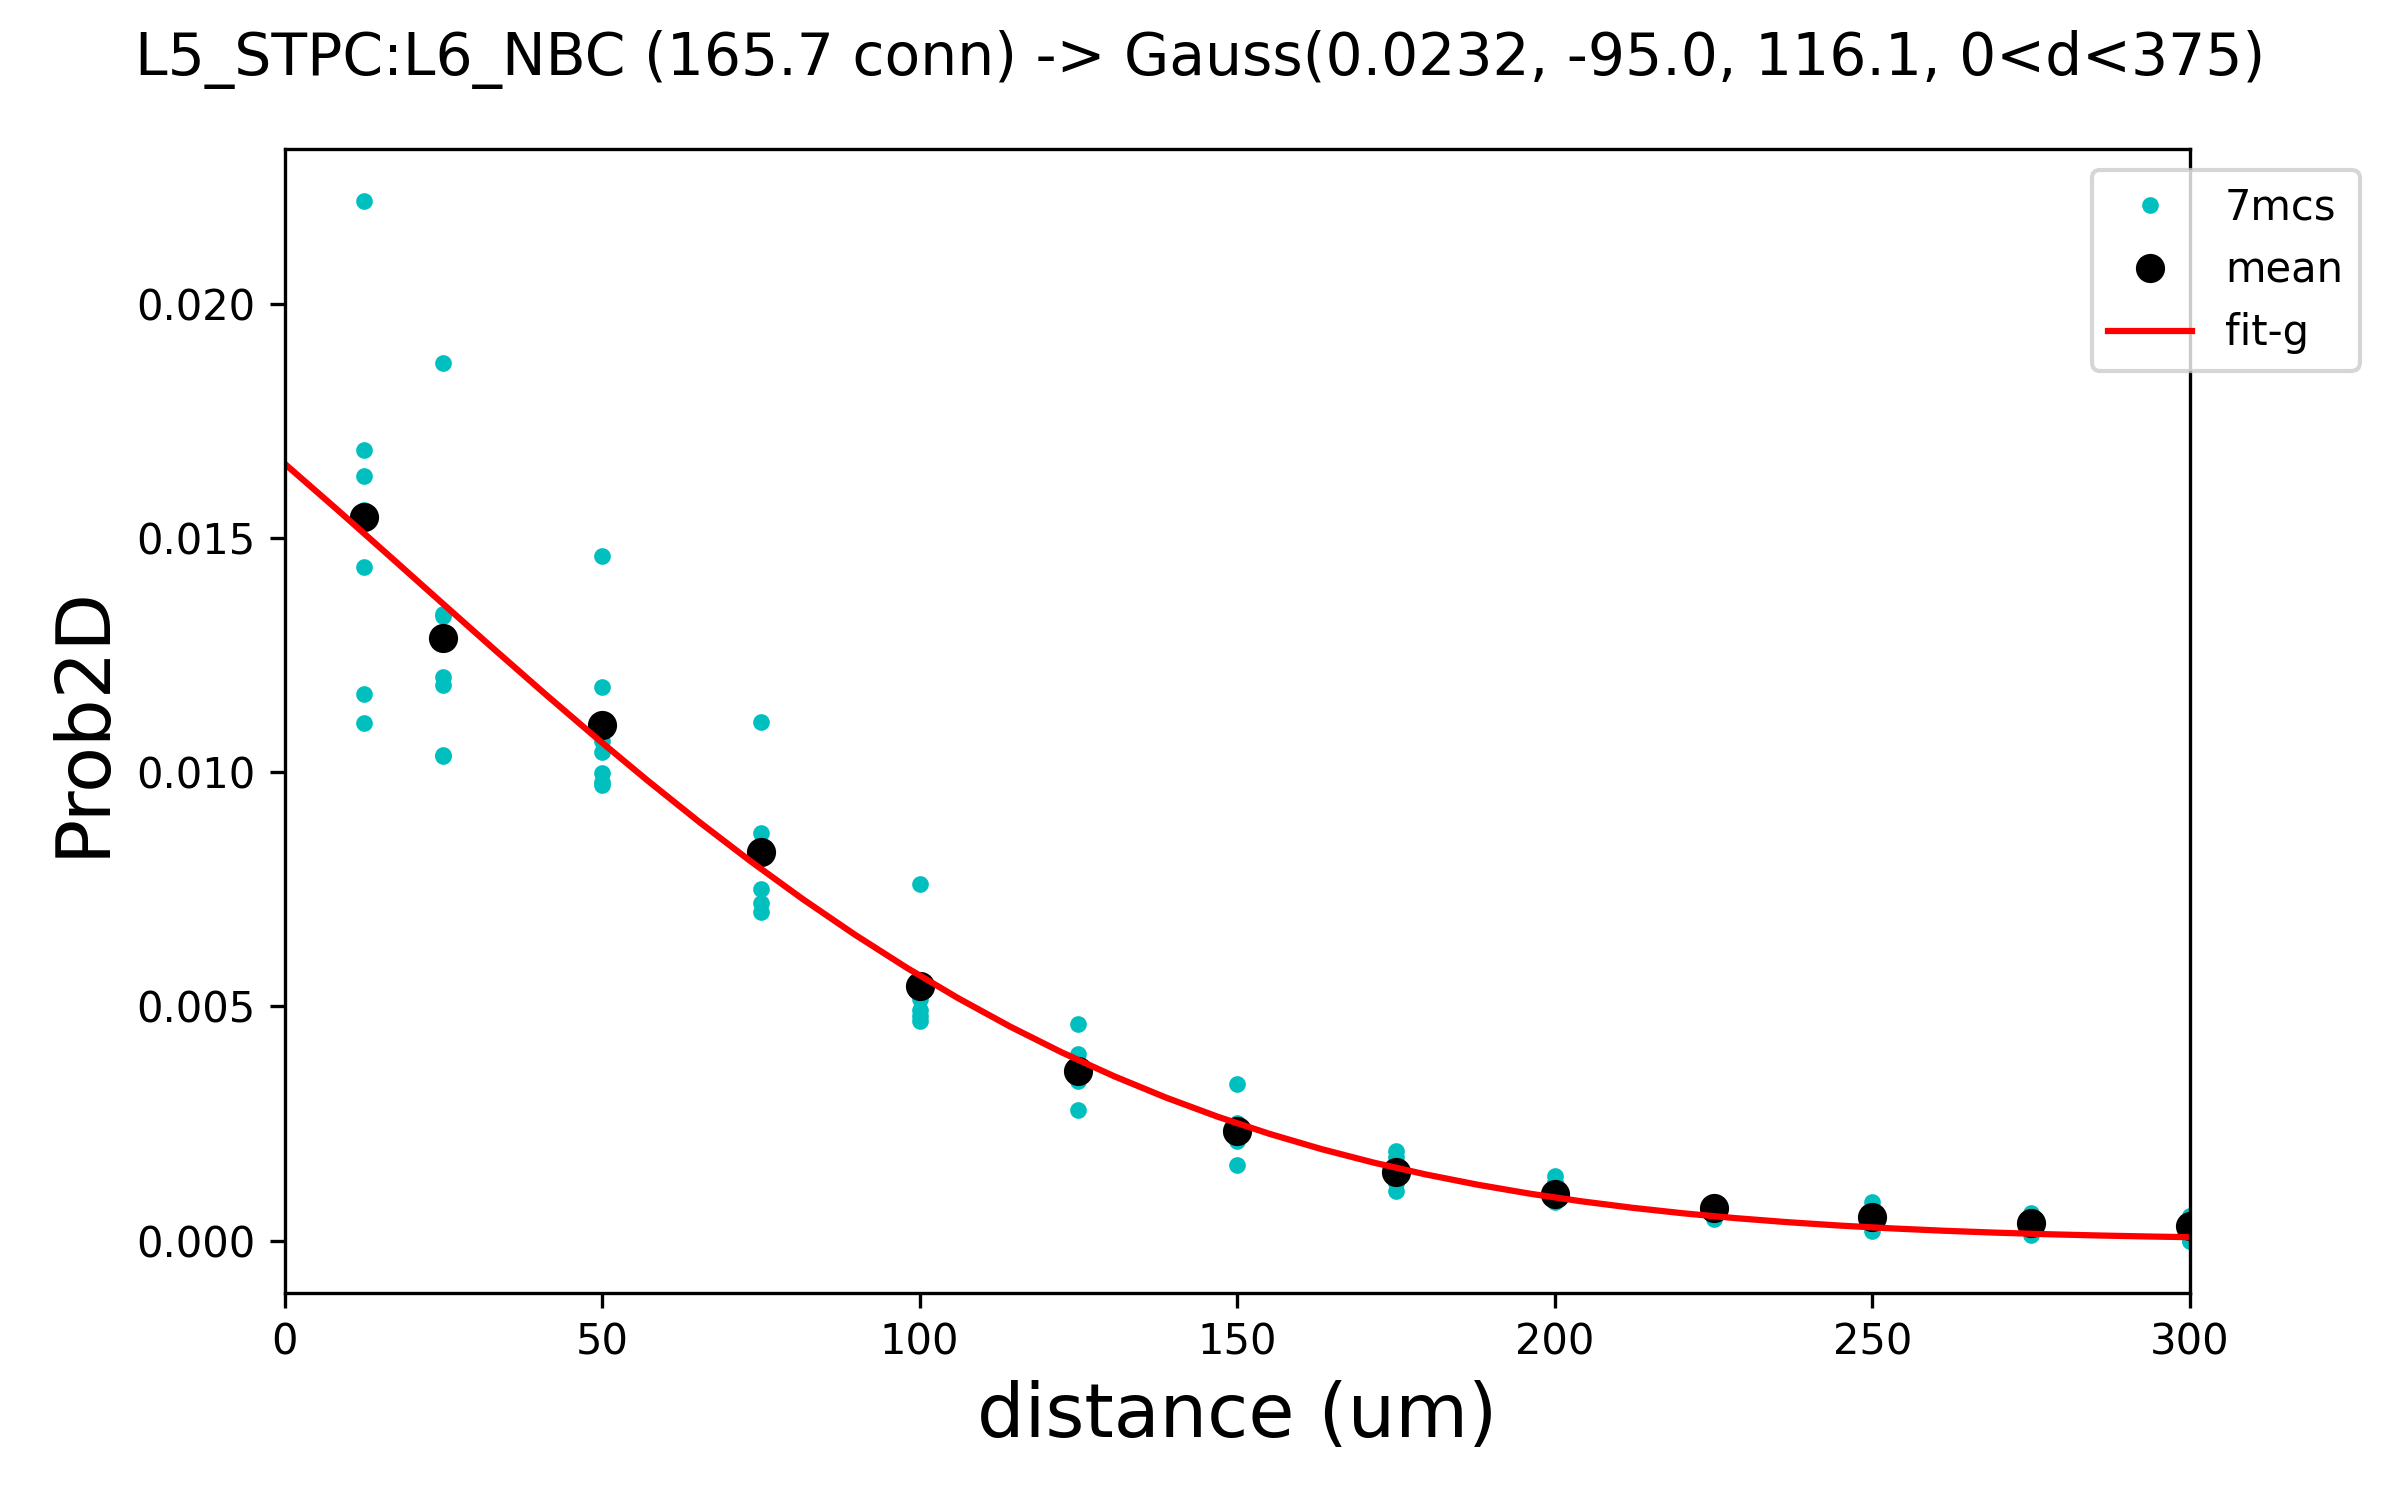 L5_STPC:L6_NBC (165.7 conn) -> Gauss(0.0232, -95.0, 116.1, 0<d<375)
7mcs
mean
fit-g
Prob2D
0.020
0.015
0.010
0.005
0.000
0 50 100 150 200 250 300
distance (um)